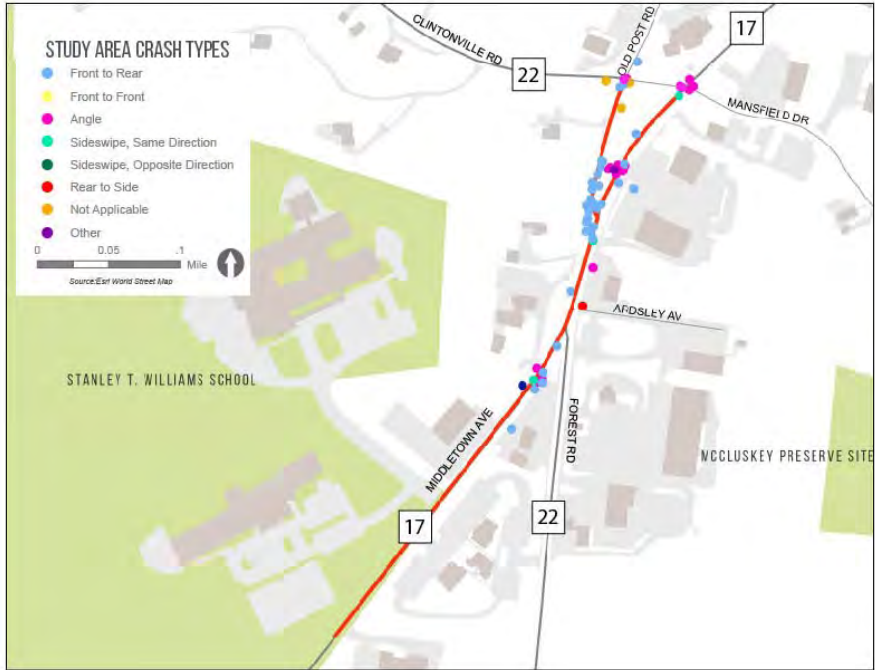 STUDY AREA CRASH TYPES
Front to Rear
Front to Front
Angle
Sideswipe, Same Direction
Sideswipe, Opposite Direction
Rear to Side
Not Applicable
Other
0 0.05 .1
Mile
Source:Esri World Street Map
CLINTONVILLE RD
22
OLD POST RD
17
MANSFIELD DR
ARDSLEY AV
STANLEY T. WILLIAMS SCHOOL
MIDDLETOWN AVE
FOREST RD
MCCLUSKEY PRESERVE SITE
17
22